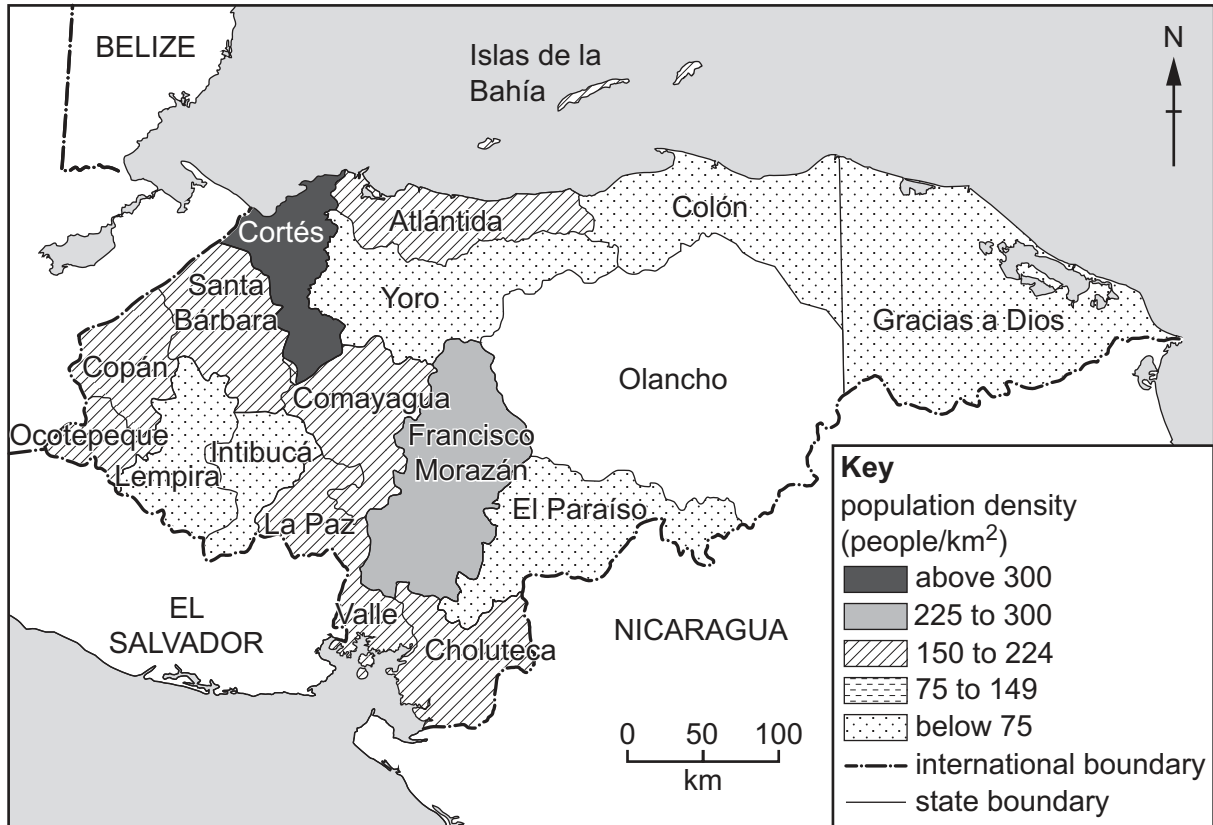 BELIZE
Islas de la
Bahía
N
Cortés
Atlántida
Colón
Santa
Bárbara
Yoro
Gracias a Dios
Copán
Olancho
Comayagua
Ocotepeque
Francisco
Morazán
Intibucá
Lempira
El Paraíso
La Paz
EL
SALVADOR
Valle
NICARAGUA
Choluteca
0 50 100
km
Key
population density
(people/km²)
above 300
225 to 300
150 to 224
75 to 149
below 75
international boundary
state boundary